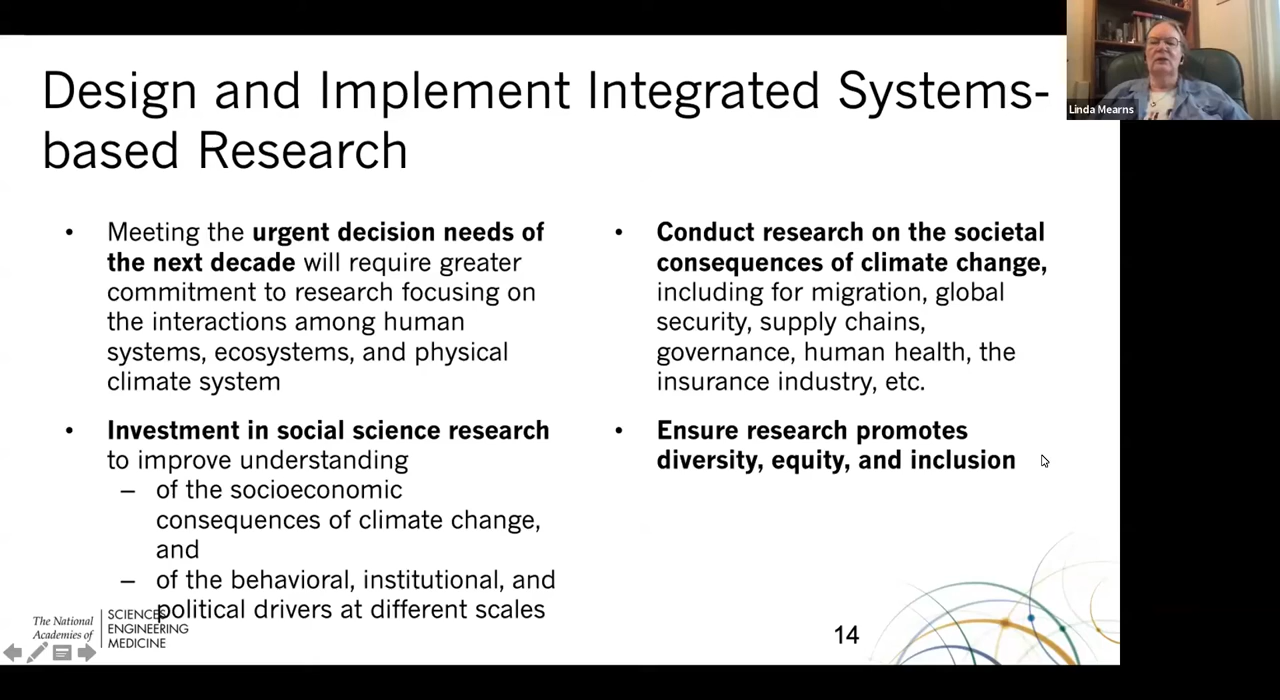 Design and Implement Integrated Systems-
based Research
Linda Mearns
• Meeting the urgent decision needs of
the next decade will require greater
commitment to research focusing on
the interactions among human
systems, ecosystems, and physical
climate system
• Investment in social science research
to improve understanding
– of the socioeconomic
consequences of climate change,
and
– of the behavioral, institutional, and
political drivers at different scales
• Conduct research on the societal
consequences of climate change,
including for migration, global
security, supply chains,
governance, human health, the
insurance industry, etc.
• Ensure research promotes
diversity, equity, and inclusion
The National
Academies of
SCIENCES
ENGINEERING
MEDICINE
14